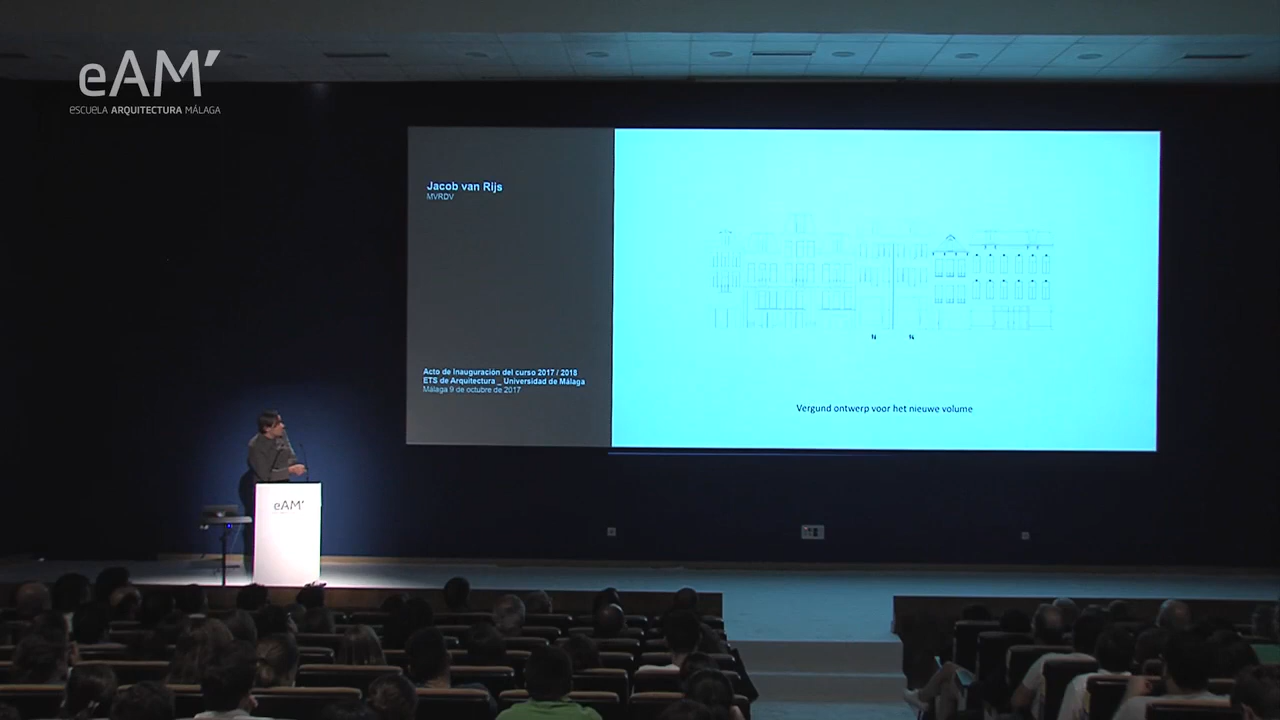 eAM'
ESCUELA ARQUITECTURA MÁLAGA
Jacob van Rijs
MVRDV
Acto de Inauguración del curso 2017 / 2018
ETS de Arquitectura _ Universidad de Málaga
Málaga 9 de octubre de 2017
Vergund ontwerp voor het nieuwe volume
eAM'